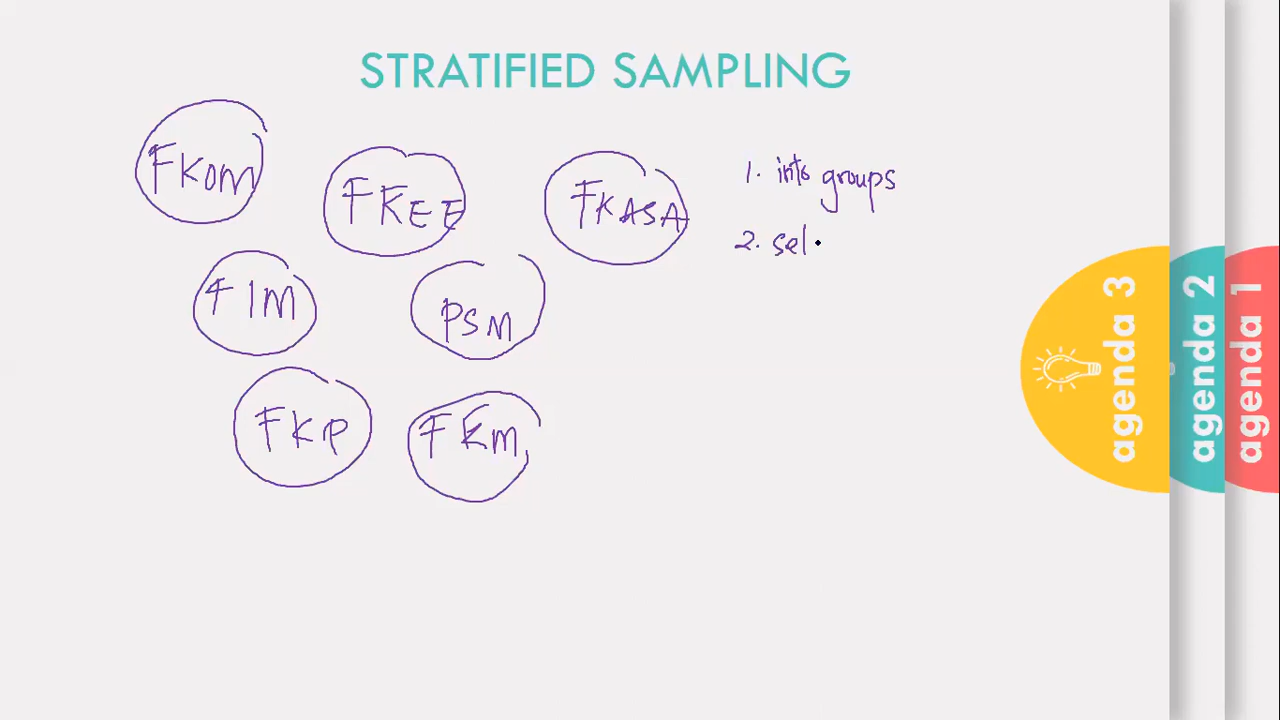 STRATIFIED SAMPLING
FKOM
FKEE
FKASA
1. into groups
2. sel
FIM
PSM
FKP
FKM
agenda 3
agenda 2
agenda 1